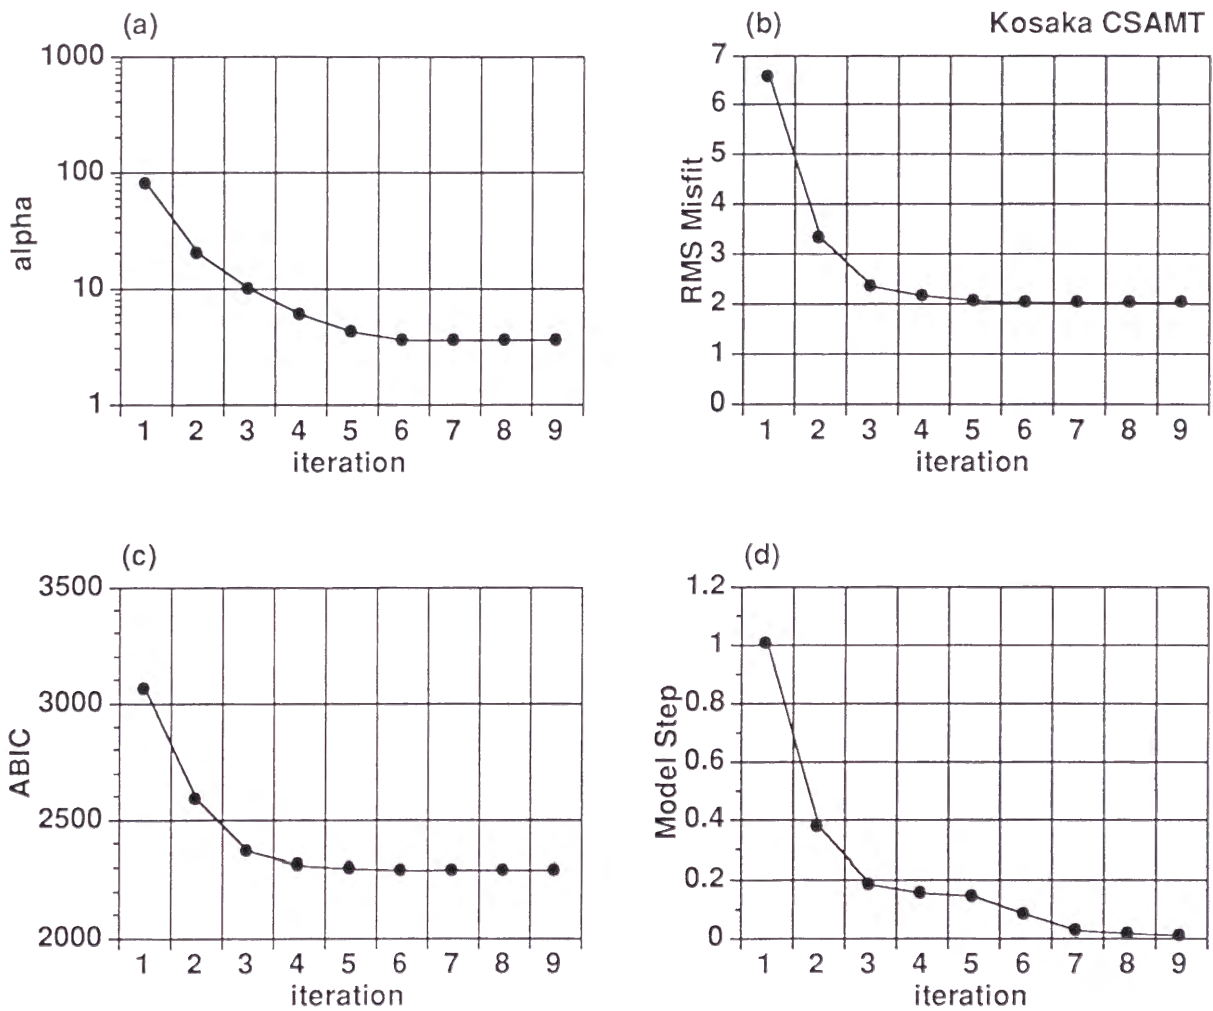 (a)
1000
100
10
1
alpha
1 2 3 4 5 6 7 8 9
iteration
(b) Kosaka CSAMT
7
6
5
4
3
2
1
0
RMS Misfit
1 2 3 4 5 6 7 8 9
iteration
(c)
3500
3000
2500
2000
ABIC
1 2 3 4 5 6 7 8 9
iteration
(d)
1.2
1
0.8
0.6
0.4
0.2
0
Model Step
1 2 3 4 5 6 7 8 9
iteration